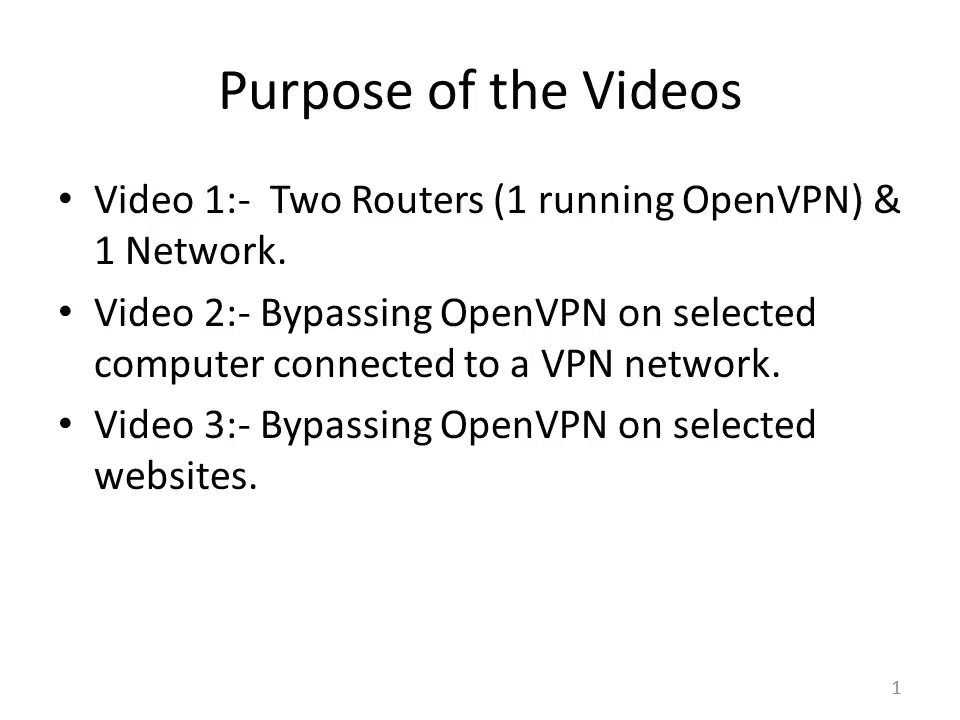 Purpose of the Videos
• Video 1:-  Two Routers (1 running OpenVPN) &
1 Network.
• Video 2:- Bypassing OpenVPN on selected
computer connected to a VPN network.
• Video 3:- Bypassing OpenVPN on selected
websites.
1